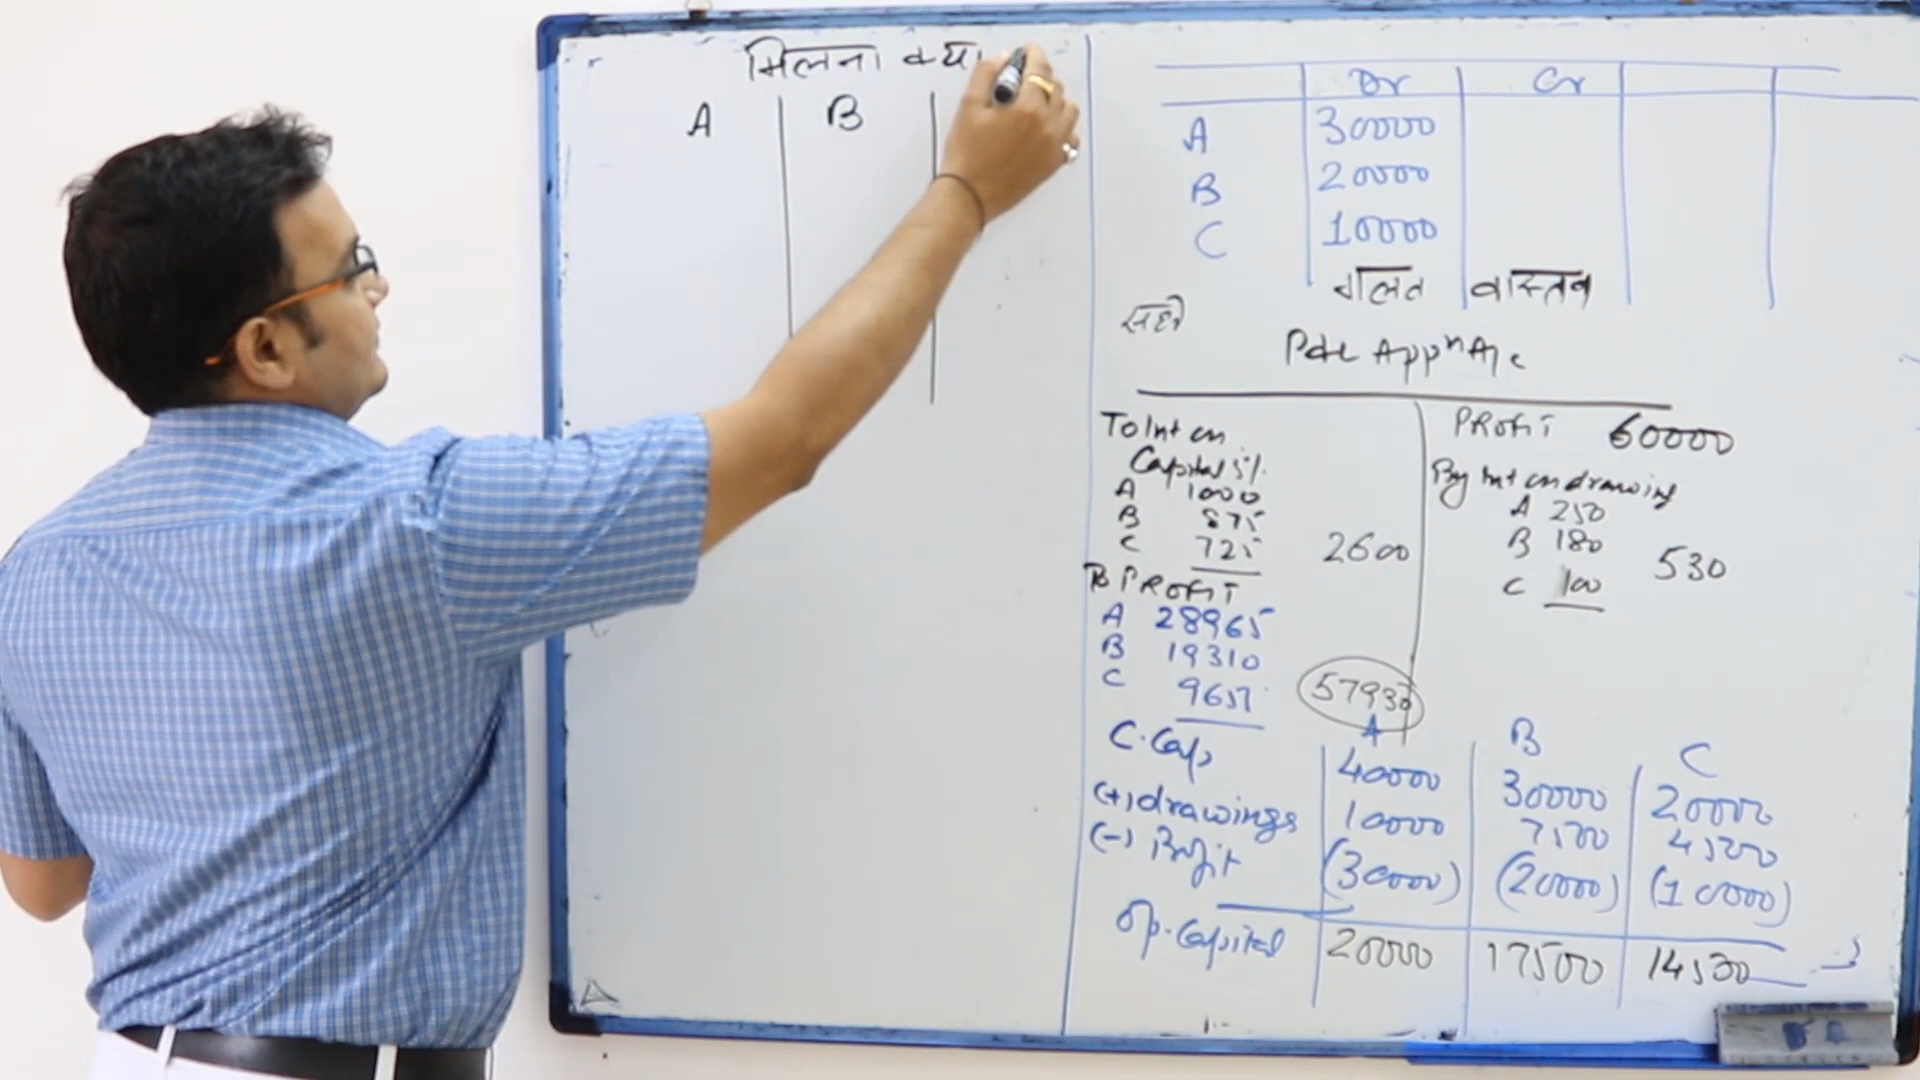 मिलना क्या
A B
Dr Cr
A 30000
B 20000
C 10000
गलत वास्तव
सही
P&L Appⁿ A/c
To Int on Profit 60000
Capital 5%. By Int on drawing
A 1000 A 250
B 875 B 180 530
C 725 2600 C 100
To Profit
A 28965
B 19310
C 9655 57930
A B C
C. Cap 40000 30000 20000
(+) drawings 10000 7500 4500
(-) Profit (30000) (20000) (10000)
Op. Capital 20000 17500 14500